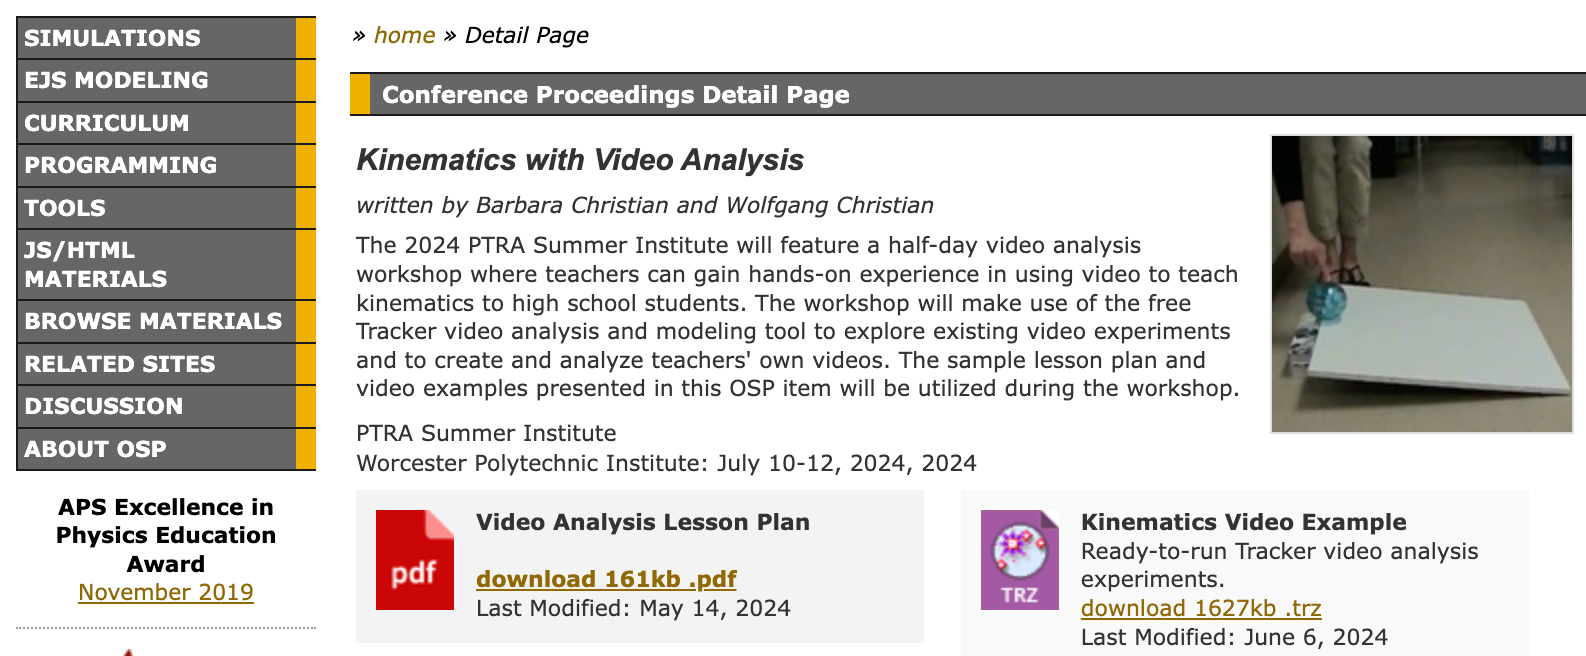 SIMULATIONS
EJS MODELING
CURRICULUM
PROGRAMMING
TOOLS
JS/HTML
MATERIALS
BROWSE MATERIALS
RELATED SITES
DISCUSSION
ABOUT OSP
APS Excellence in
Physics Education
Award
November 2019
» home » Detail Page
Conference Proceedings Detail Page
Kinematics with Video Analysis
written by Barbara Christian and Wolfgang Christian
The 2024 PTRA Summer Institute will feature a half-day video analysis
workshop where teachers can gain hands-on experience in using video to teach
kinematics to high school students. The workshop will make use of the free
Tracker video analysis and modeling tool to explore existing video experiments
and to create and analyze teachers' own videos. The sample lesson plan and
video examples presented in this OSP item will be utilized during the workshop.
PTRA Summer Institute
Worcester Polytechnic Institute: July 10-12, 2024, 2024
pdf
Video Analysis Lesson Plan
download 161kb .pdf
Last Modified: May 14, 2024
TRZ
Kinematics Video Example
Ready-to-run Tracker video analysis
experiments.
download 1627kb .trz
Last Modified: June 6, 2024